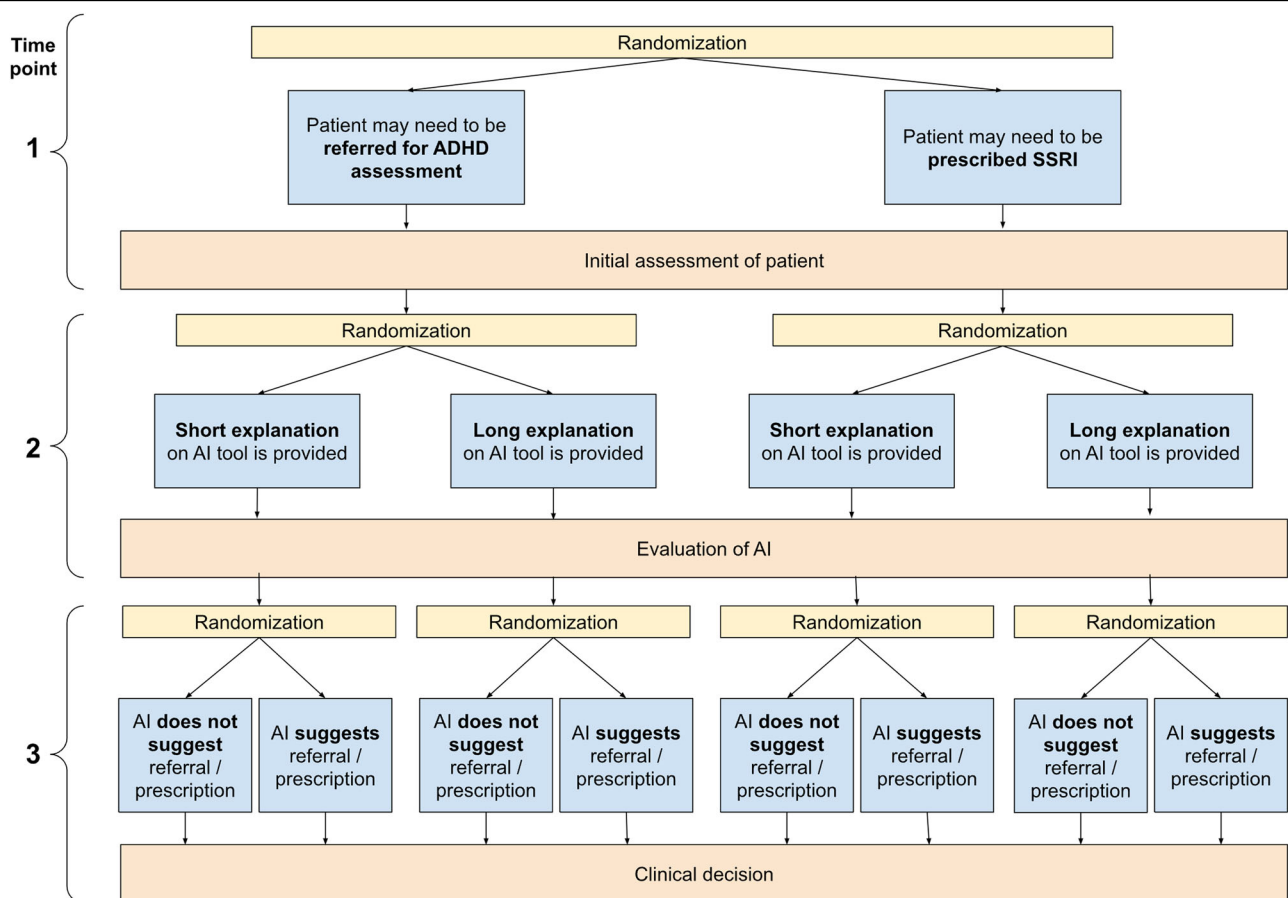 Time
point
Randomization
1
Patient may need to be
referred for ADHD
assessment
Patient may need to be
prescribed SSRI
Initial assessment of patient
2
Randomization
Randomization
Short explanation
on AI tool is provided
Long explanation
on AI tool is provided
Short explanation
on AI tool is provided
Long explanation
on AI tool is provided
Evaluation of AI
3
Randomization
Randomization
Randomization
Randomization
AI does not
suggest
referral /
prescription
AI suggests
referral /
prescription
AI does not
suggest
referral /
prescription
AI suggests
referral /
prescription
AI does not
suggest
referral /
prescription
AI suggests
referral /
prescription
AI does not
suggest
referral /
prescription
AI suggests
referral /
prescription
Clinical decision